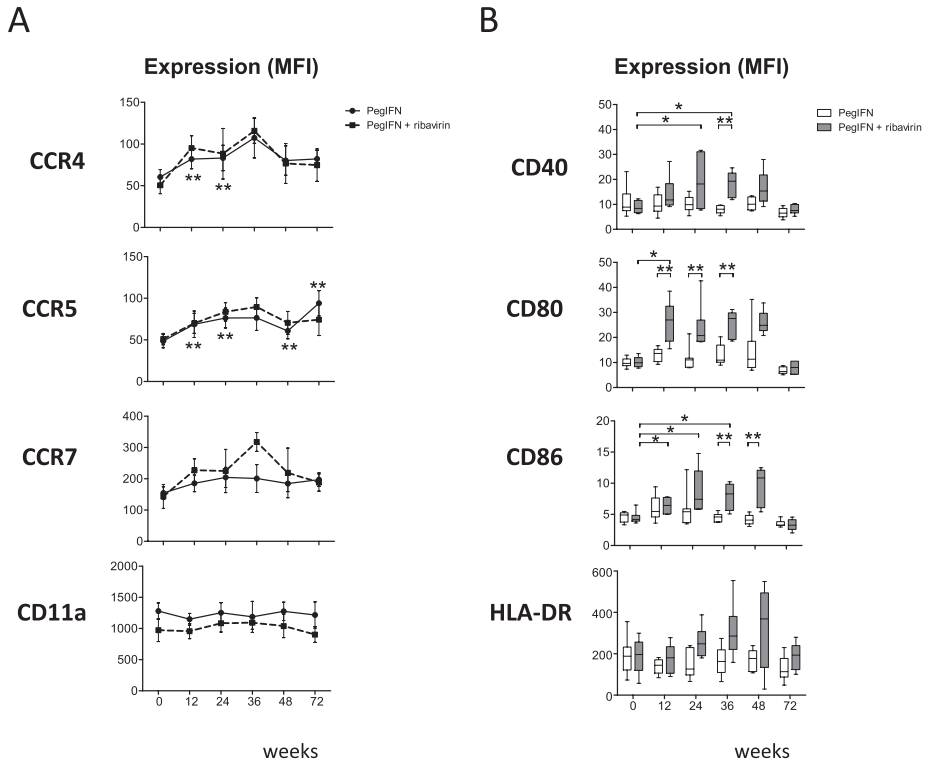 A
Expression (MFI)
PegIFN
PegIFN + ribavirin
CCR4
150
100
50
0
** **
CCR5
150
100
50
0
** ** ** **
CCR7
400
300
200
100
0
CD11a
2000
1500
1000
500
0
0 12 24 36 48 72
weeks
B
Expression (MFI)
PegIFN
PegIFN + ribavirin
CD40
50
40
30
20
10
0
*
* **
CD80
50
40
30
20
10
0
*
** ** **
CD86
20
15
10
5
0
*
*
* ** **
HLA-DR
600
400
200
0
0 12 24 36 48 72
weeks